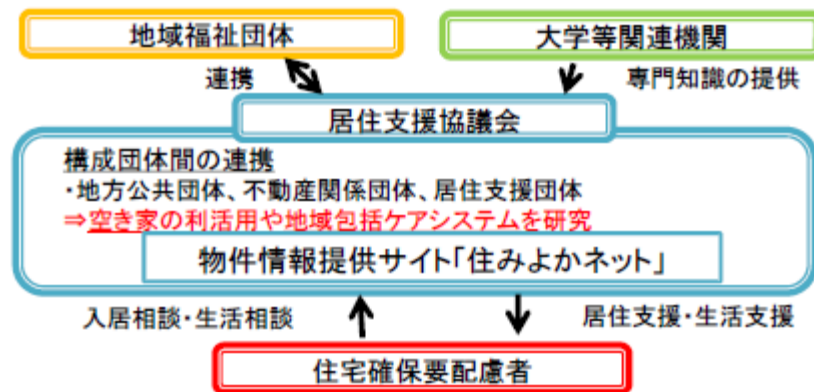 地域福祉団体
大学等関連機関
連携
専門知識の提供
居住支援協議会
構成団体間の連携
・地方公共団体、不動産関係団体、居住支援団体
⇒空き家の利活用や地域包括ケアシステムを研究
物件情報提供サイト「住みよかネット」
入居相談・生活相談
居住支援・生活支援
住宅確保要配慮者